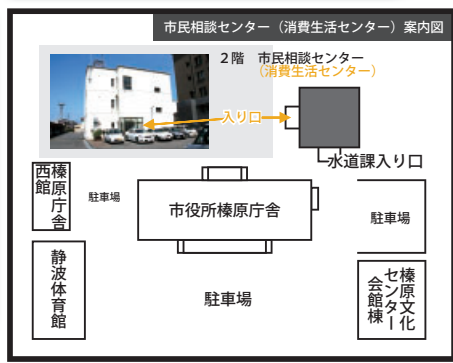 市民相談センター（消費生活センター）案内図
２階　市民相談センター
（消費生活センター）
入り口
水道課入り口
榛原庁舎
西館
駐車場
市役所榛原庁舎
駐車場
静波体育館
駐車場
榛原文化
センター
会館棟